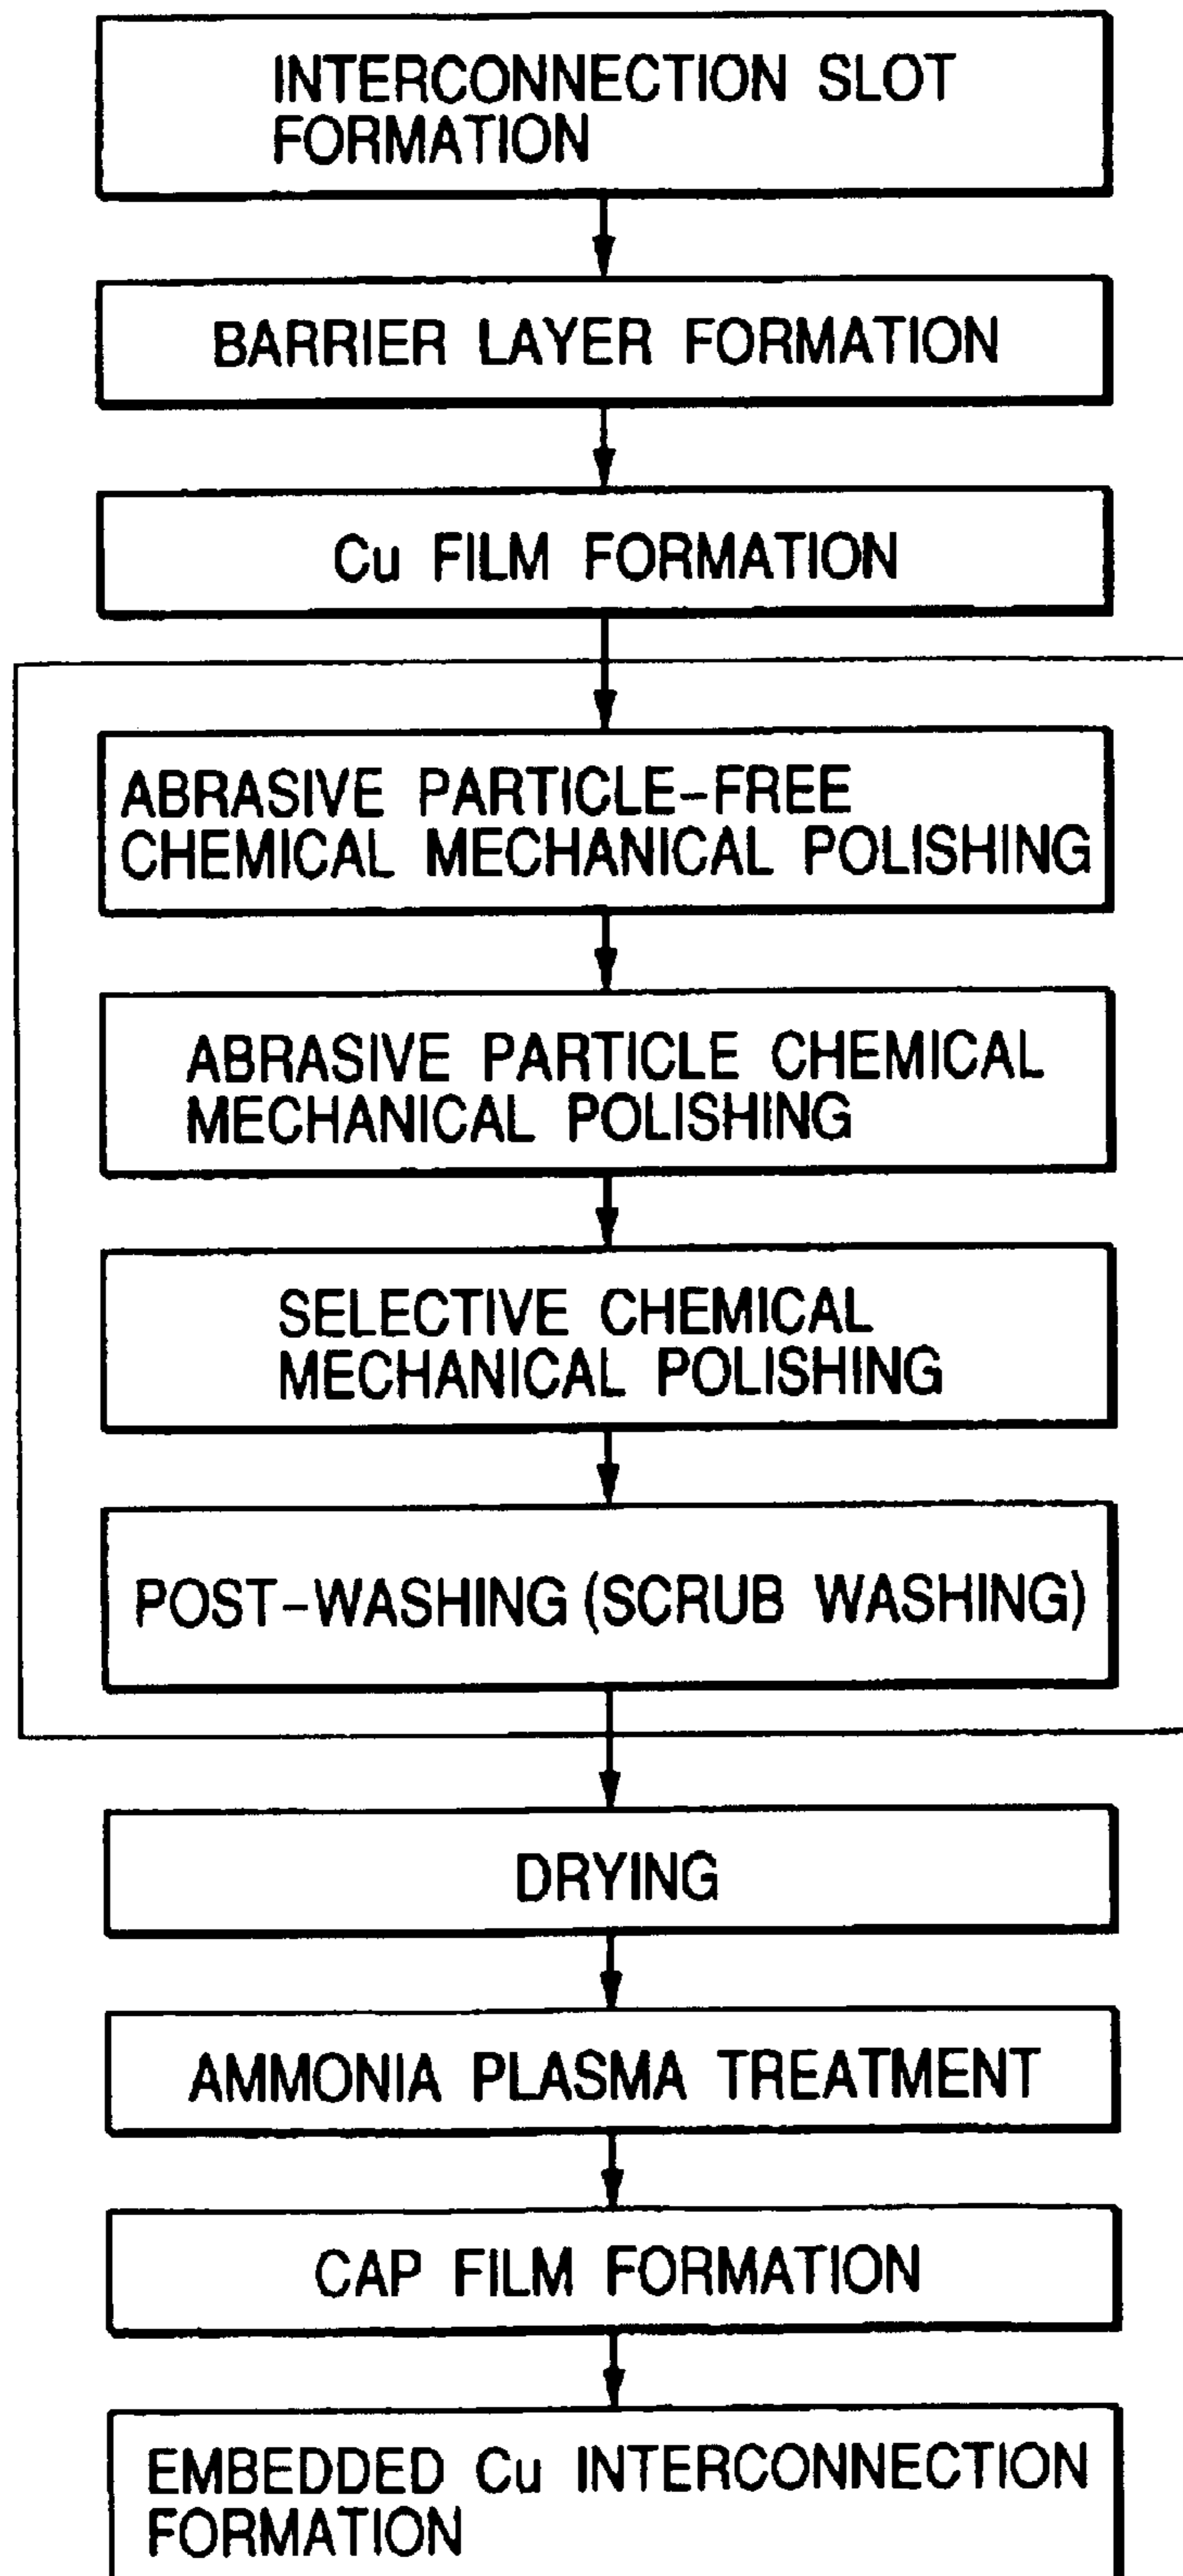 INTERCONNECTION SLOT
FORMATION
BARRIER LAYER FORMATION
Cu FILM FORMATION
ABRASIVE PARTICLE-FREE
CHEMICAL MECHANICAL POLISHING
ABRASIVE PARTICLE CHEMICAL
MECHANICAL POLISHING
SELECTIVE CHEMICAL
MECHANICAL POLISHING
POST-WASHING (SCRUB WASHING)
DRYING
AMMONIA PLASMA TREATMENT
CAP FILM FORMATION
EMBEDDED Cu INTERCONNECTION
FORMATION